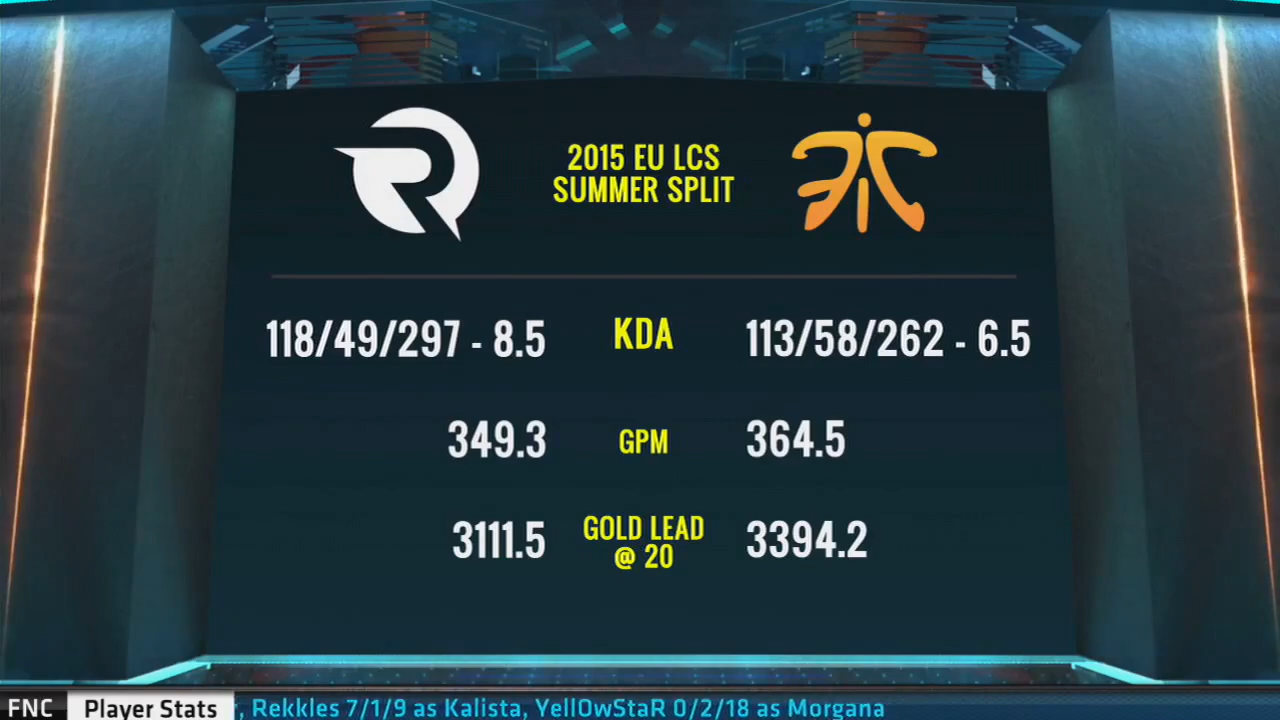 2015 EU LCS
SUMMER SPLIT
118/49/297 - 8.5 KDA 113/58/262 - 6.5
349.3 GPM 364.5
3111.5 GOLD LEAD @ 20 3394.2
FNC Player Stats , Rekkles 7/1/9 as Kalista, YellOwStaR 0/2/18 as Morgana